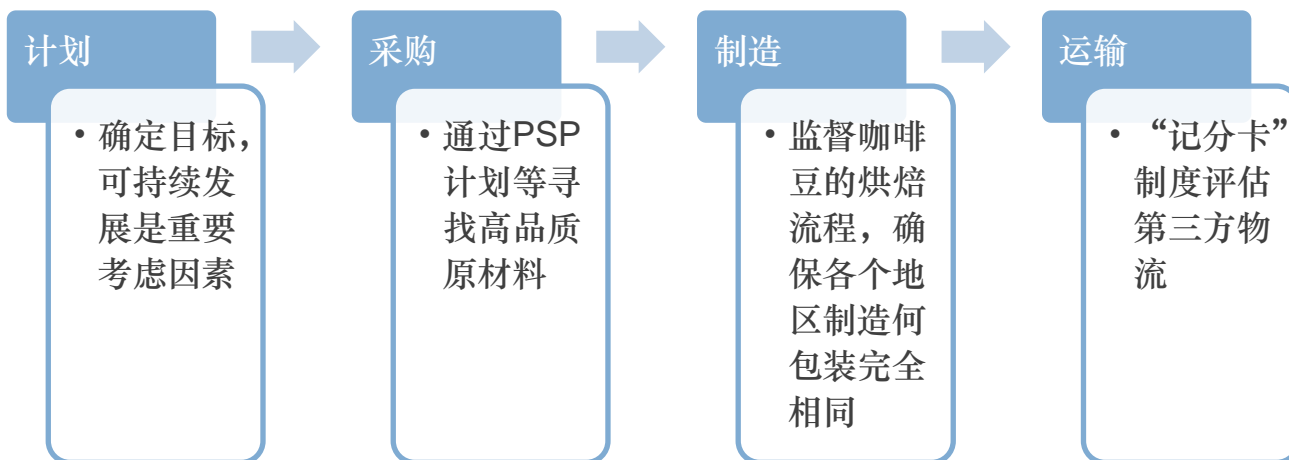 计划
• 确定目标，
可持续发
展是重要
考虑因素
采购
• 通过PSP
计划等寻
找高品质
原材料
制造
• 监督咖啡
豆的烘焙
流程，确
保各个地
区制造何
包装完全
相同
运输
• “记分卡”
制度评估
第三方物
流